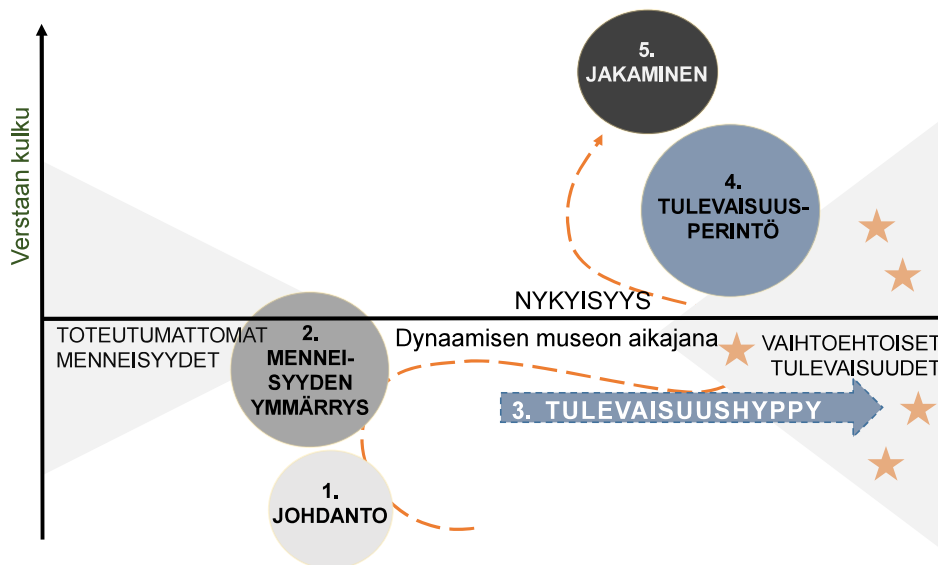 5.
JAKAMINEN
4.
TULEVAISUUS-
PERINTÖ
Verstaan kulku
NYKYISYYS
TOTEUTUMATTOMAT
MENNEISYYDET
2.
MENNEI-
SYYDEN
YMMÄRRYS
Dynaamisen museon aikajana
VAIHTOEHTOISET
TULEVAISUUDET
3. TULEVAISUUSHYPPY
1.
JOHDANTO